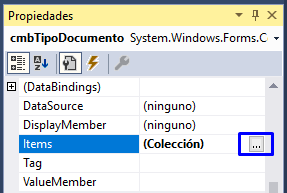 Propiedades
cmbTipoDocumento System.Windows.Forms.C
(DataBindings)
DataSource (ninguno)
DisplayMember (ninguno)
Items (Colección) ...
Tag
ValueMember